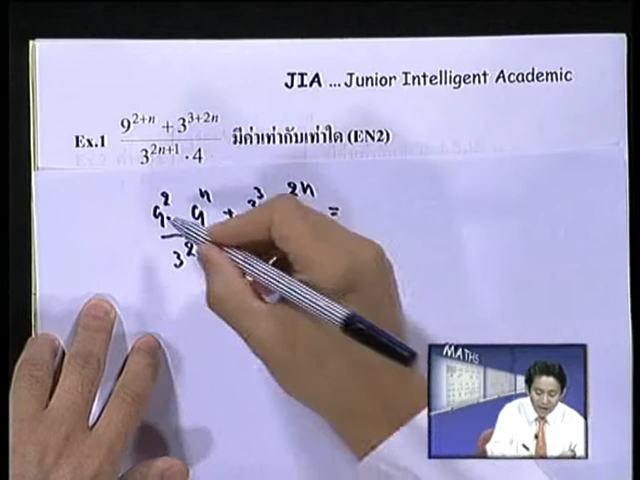 JIA ... Junior Intelligent Academic
Ex.1 \frac{9^{2+n} + 3^{3+2n}}{3^{2n+1} \cdot 4} มีค่าเท่ากับเท่าใด (EN2)
9^2 · 9^n + 3^3 2n =
3^2
MATHS